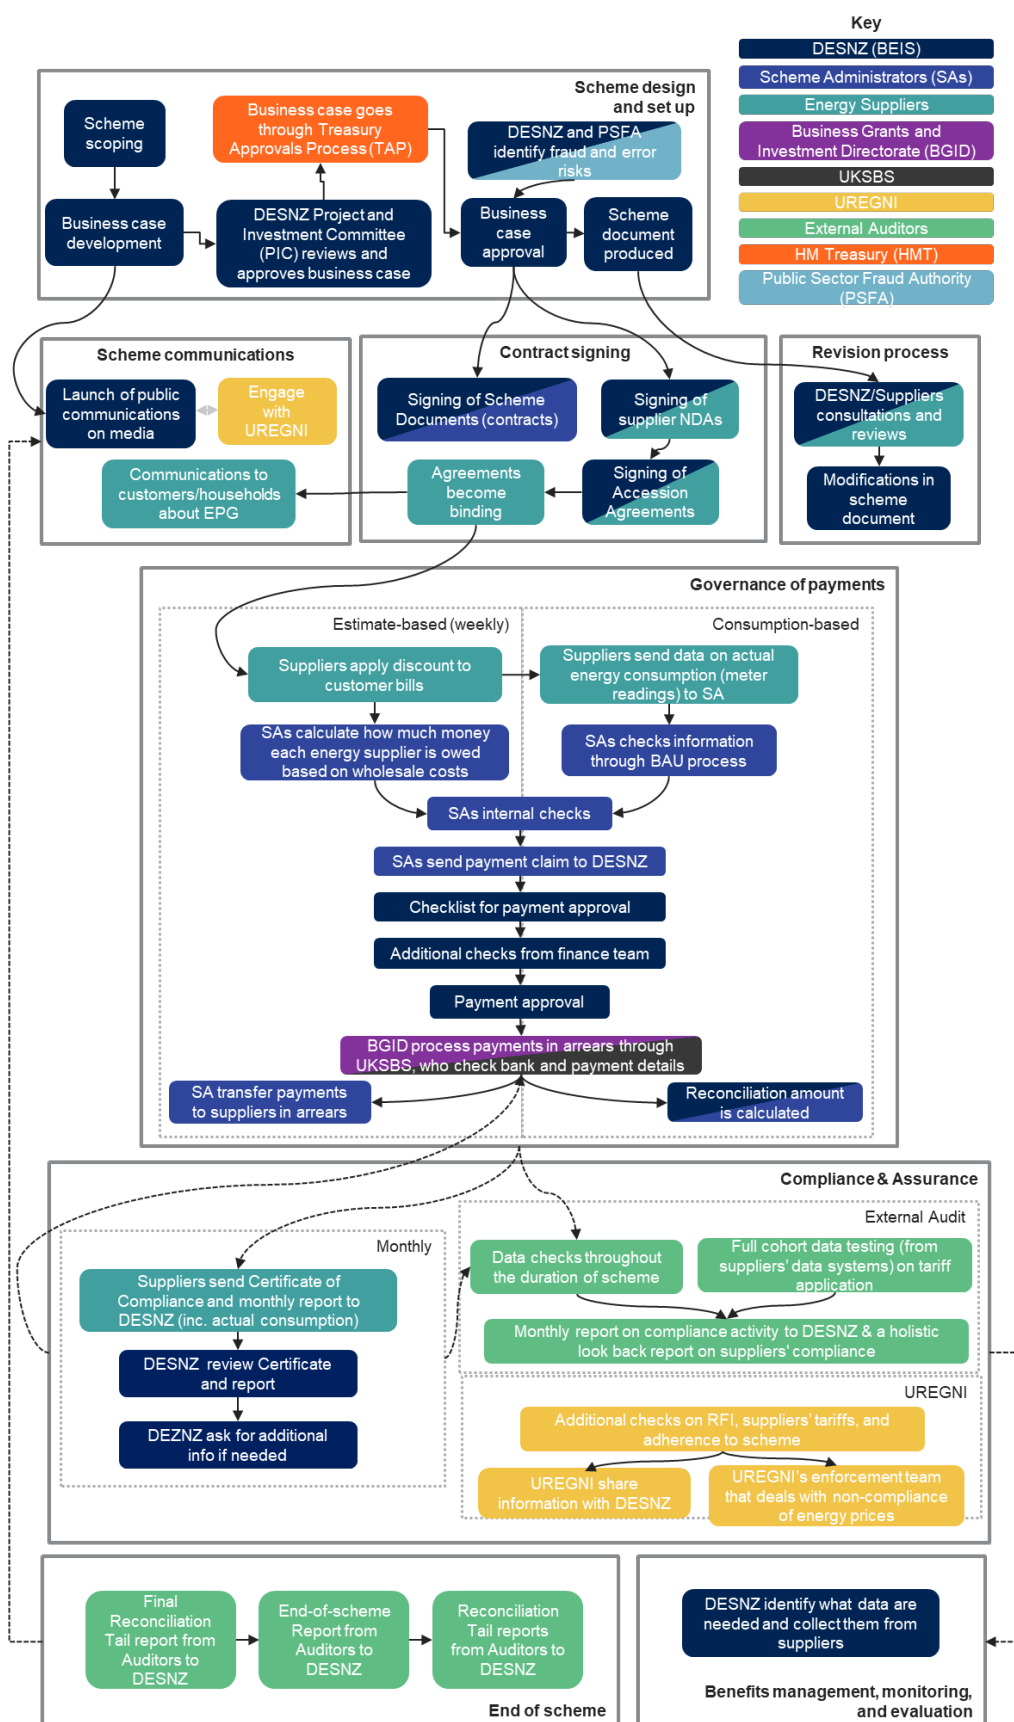 Key
DESNZ (BEIS)
Scheme Administrators (SAs)
Energy Suppliers
Business Grants and
Investment Directorate (BGID)
UKSBS
UREGNI
External Auditors
HM Treasury (HMT)
Public Sector Fraud Authority
(PSFA)
Scheme design
and set up
Scheme
scoping
Business case goes
through Treasury
Approvals Process (TAP)
DESNZ and PSFA
identify fraud and error
risks
Business case
development
DESNZ Project and
Investment Committee
(PIC) reviews and
approves business case
Business
case
approval
Scheme
document
produced
Scheme communications
Launch of public
communications
on media
Engage
with
UREGNI
Communications to
customers/households
about EPG
Contract signing
Signing of Scheme
Documents (contracts)
Signing of
supplier NDAs
Agreements
become
binding
Signing of
Accession
Agreements
Revision process
DESNZ/Suppliers
consultations and
reviews
Modifications in
scheme
document
Governance of payments
Estimate-based (weekly)
Consumption-based
Suppliers apply discount to
customer bills
Suppliers send data on actual
energy consumption (meter
readings) to SA
SAs calculate how much money
each energy supplier is owed
based on wholesale costs
SAs checks information
through BAU process
SAs internal checks
SAs send payment claim to DESNZ
Checklist for payment approval
Additional checks from finance team
Payment approval
BGID process payments in arrears through
UKSBS, who check bank and payment details
SA transfer payments
to suppliers in arrears
Reconciliation amount
is calculated
Compliance & Assurance
Monthly
Suppliers send Certificate of
Compliance and monthly report to
DESNZ (inc. actual consumption)
DESNZ review Certificate
and report
DEZNZ ask for additional
info if needed
External Audit
Data checks throughout
the duration of scheme
Full cohort data testing (from
suppliers' data systems) on tariff
application
Monthly report on compliance activity to DESNZ & a holistic
look back report on suppliers' compliance
UREGNI
Additional checks on RFI, suppliers' tariffs, and
adherence to scheme
UREGNI share
information with DESNZ
UREGNI's enforcement team
that deals with non-compliance
of energy prices
Final
Reconciliation
Tail report from
Auditors to
DESNZ
End-of-scheme
Report from
Auditors to
DESNZ
Reconciliation
Tail reports
from Auditors to
DESNZ
End of scheme
DESNZ identify what data are
needed and collect them from
suppliers
Benefits management, monitoring,
and evaluation